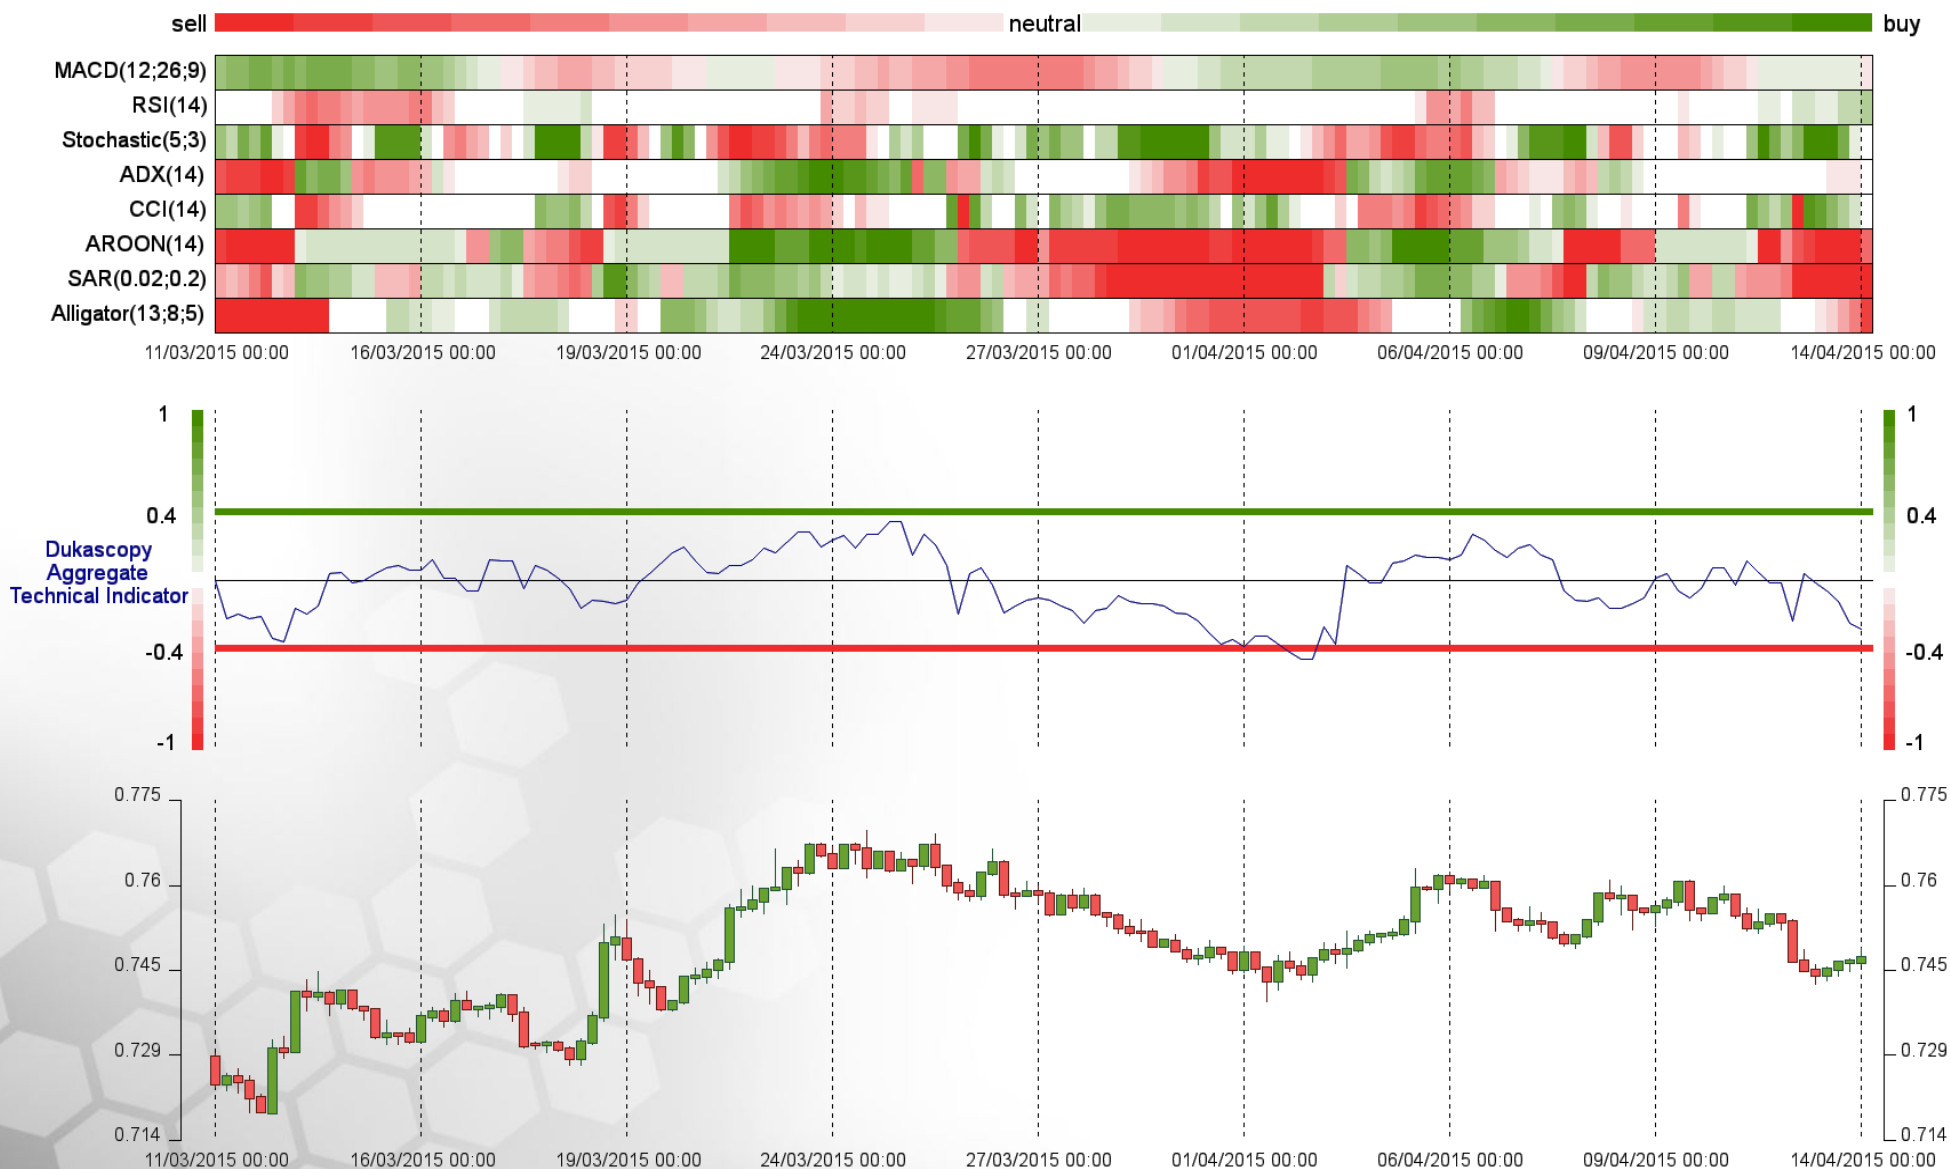 sell neutral buy
MACD(12;26;9)
RSI(14)
Stochastic(5;3)
ADX(14)
CCI(14)
AROON(14)
SAR(0.02;0.2)
Alligator(13;8;5)
11/03/2015 00:00 16/03/2015 00:00 19/03/2015 00:00 24/03/2015 00:00 27/03/2015 00:00 01/04/2015 00:00 06/04/2015 00:00 09/04/2015 00:00 14/04/2015 00:00
1 1
0.4 0.4
Dukascopy
Aggregate
Technical Indicator
-0.4 -0.4
-1 -1
0.775 0.775
0.76 0.76
0.745 0.745
0.729 0.729
0.714 0.714
11/03/2015 00:00 16/03/2015 00:00 19/03/2015 00:00 24/03/2015 00:00 27/03/2015 00:00 01/04/2015 00:00 06/04/2015 00:00 09/04/2015 00:00 14/04/2015 00:00